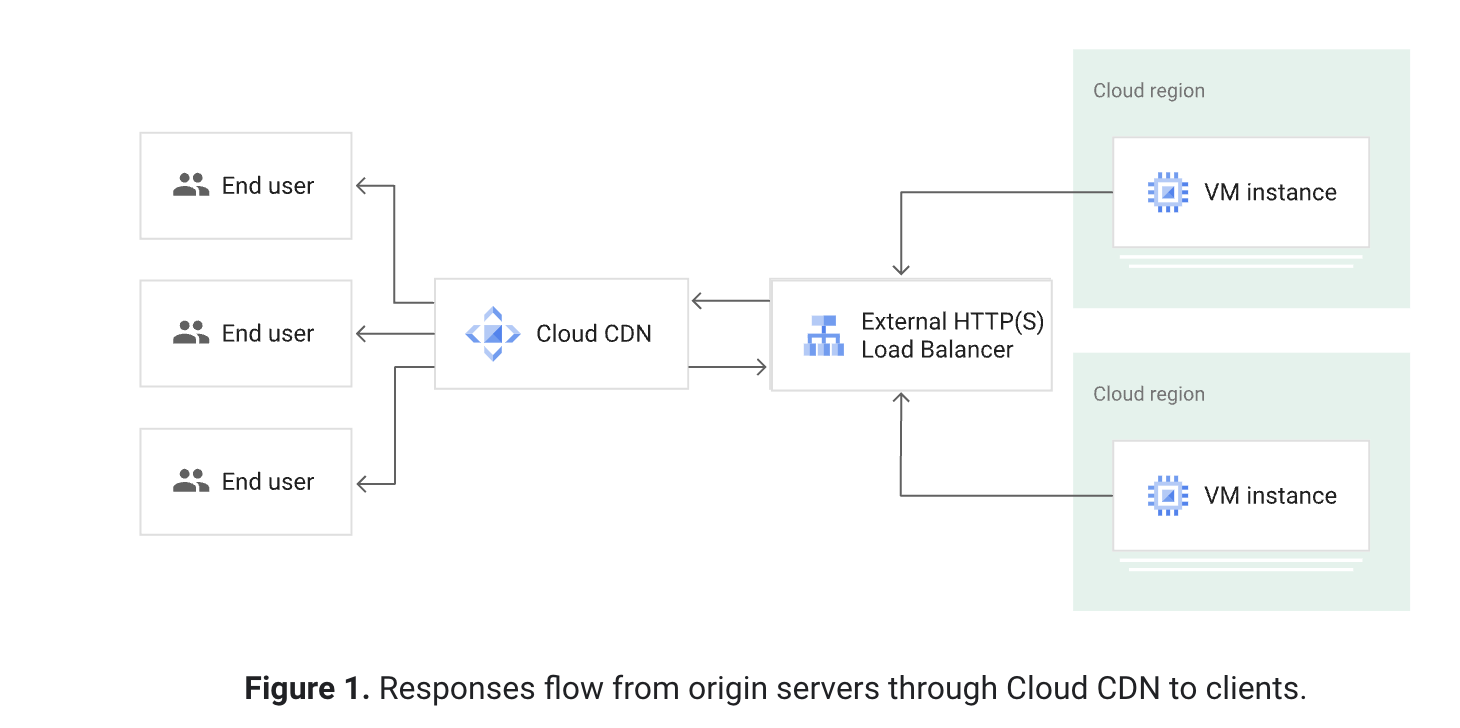 Cloud region
End user
VM instance
End user
Cloud CDN
External HTTP(S)
Load Balancer
Cloud region
End user
VM instance
Figure 1. Responses flow from origin servers through Cloud CDN to clients.